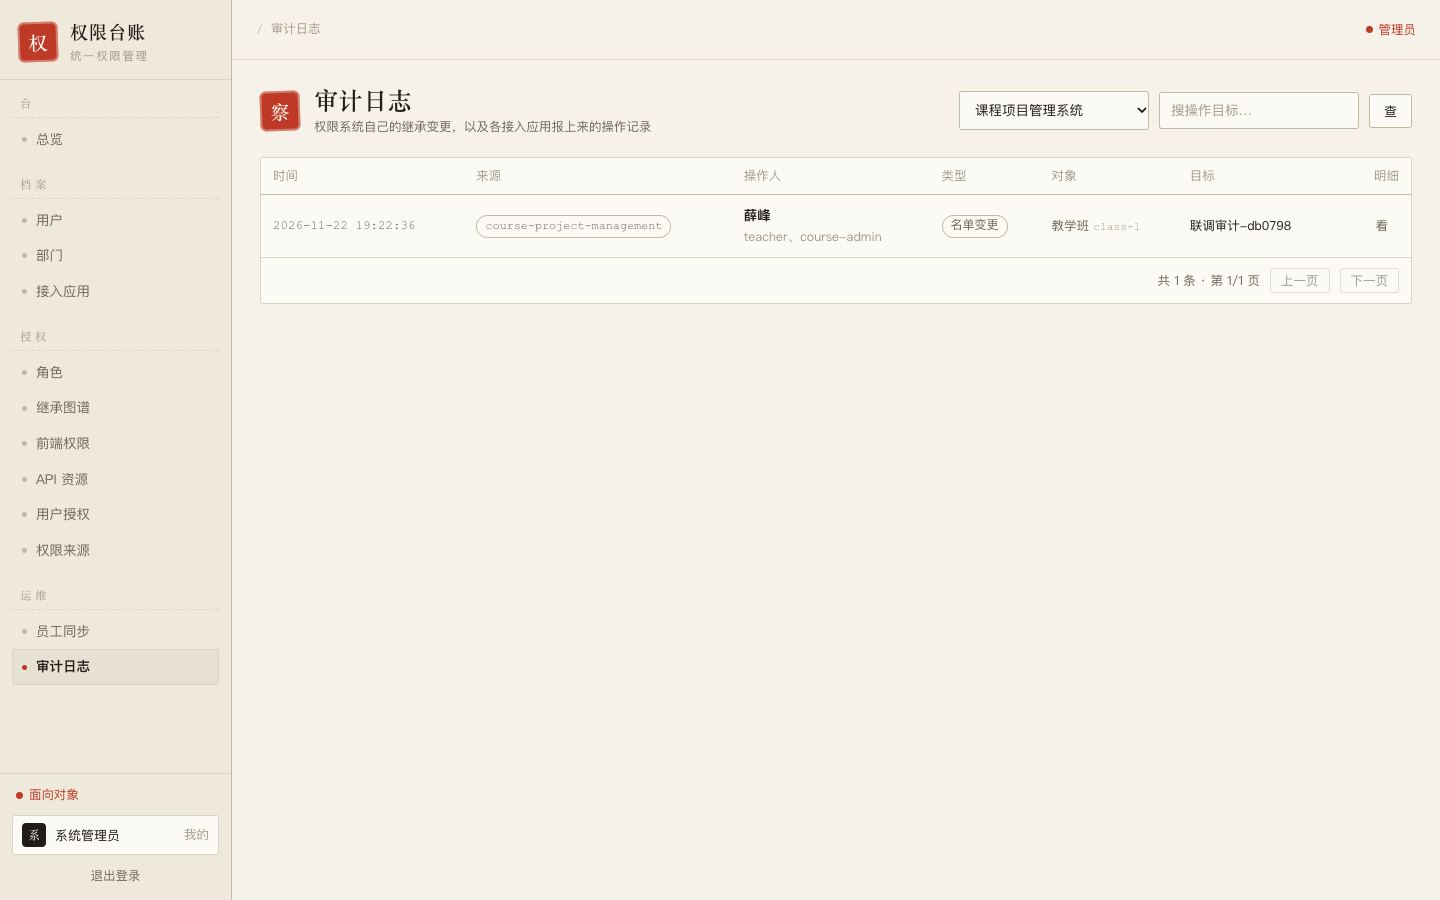 权
权限台账
统一权限管理
台
总览
档案
用户
部门
接入应用
授权
角色
继承图谱
前端权限
API 资源
用户授权
权限来源
运维
员工同步
审计日志
面向对象
系
系统管理员
我的
退出登录
/ 审计日志
管理员
察
审计日志
权限系统自己的继承变更，以及各接入应用报上来的操作记录
课程项目管理系统
搜操作目标...
查
时间 来源 操作人 类型 对象 目标 明细
2026-11-22 19:22:36 course-project-management 薛峰 名单变更 教学班 class-1 联调审计-db0798 看
teacher、course-admin
共 1 条 · 第 1/1 页 上一页 下一页